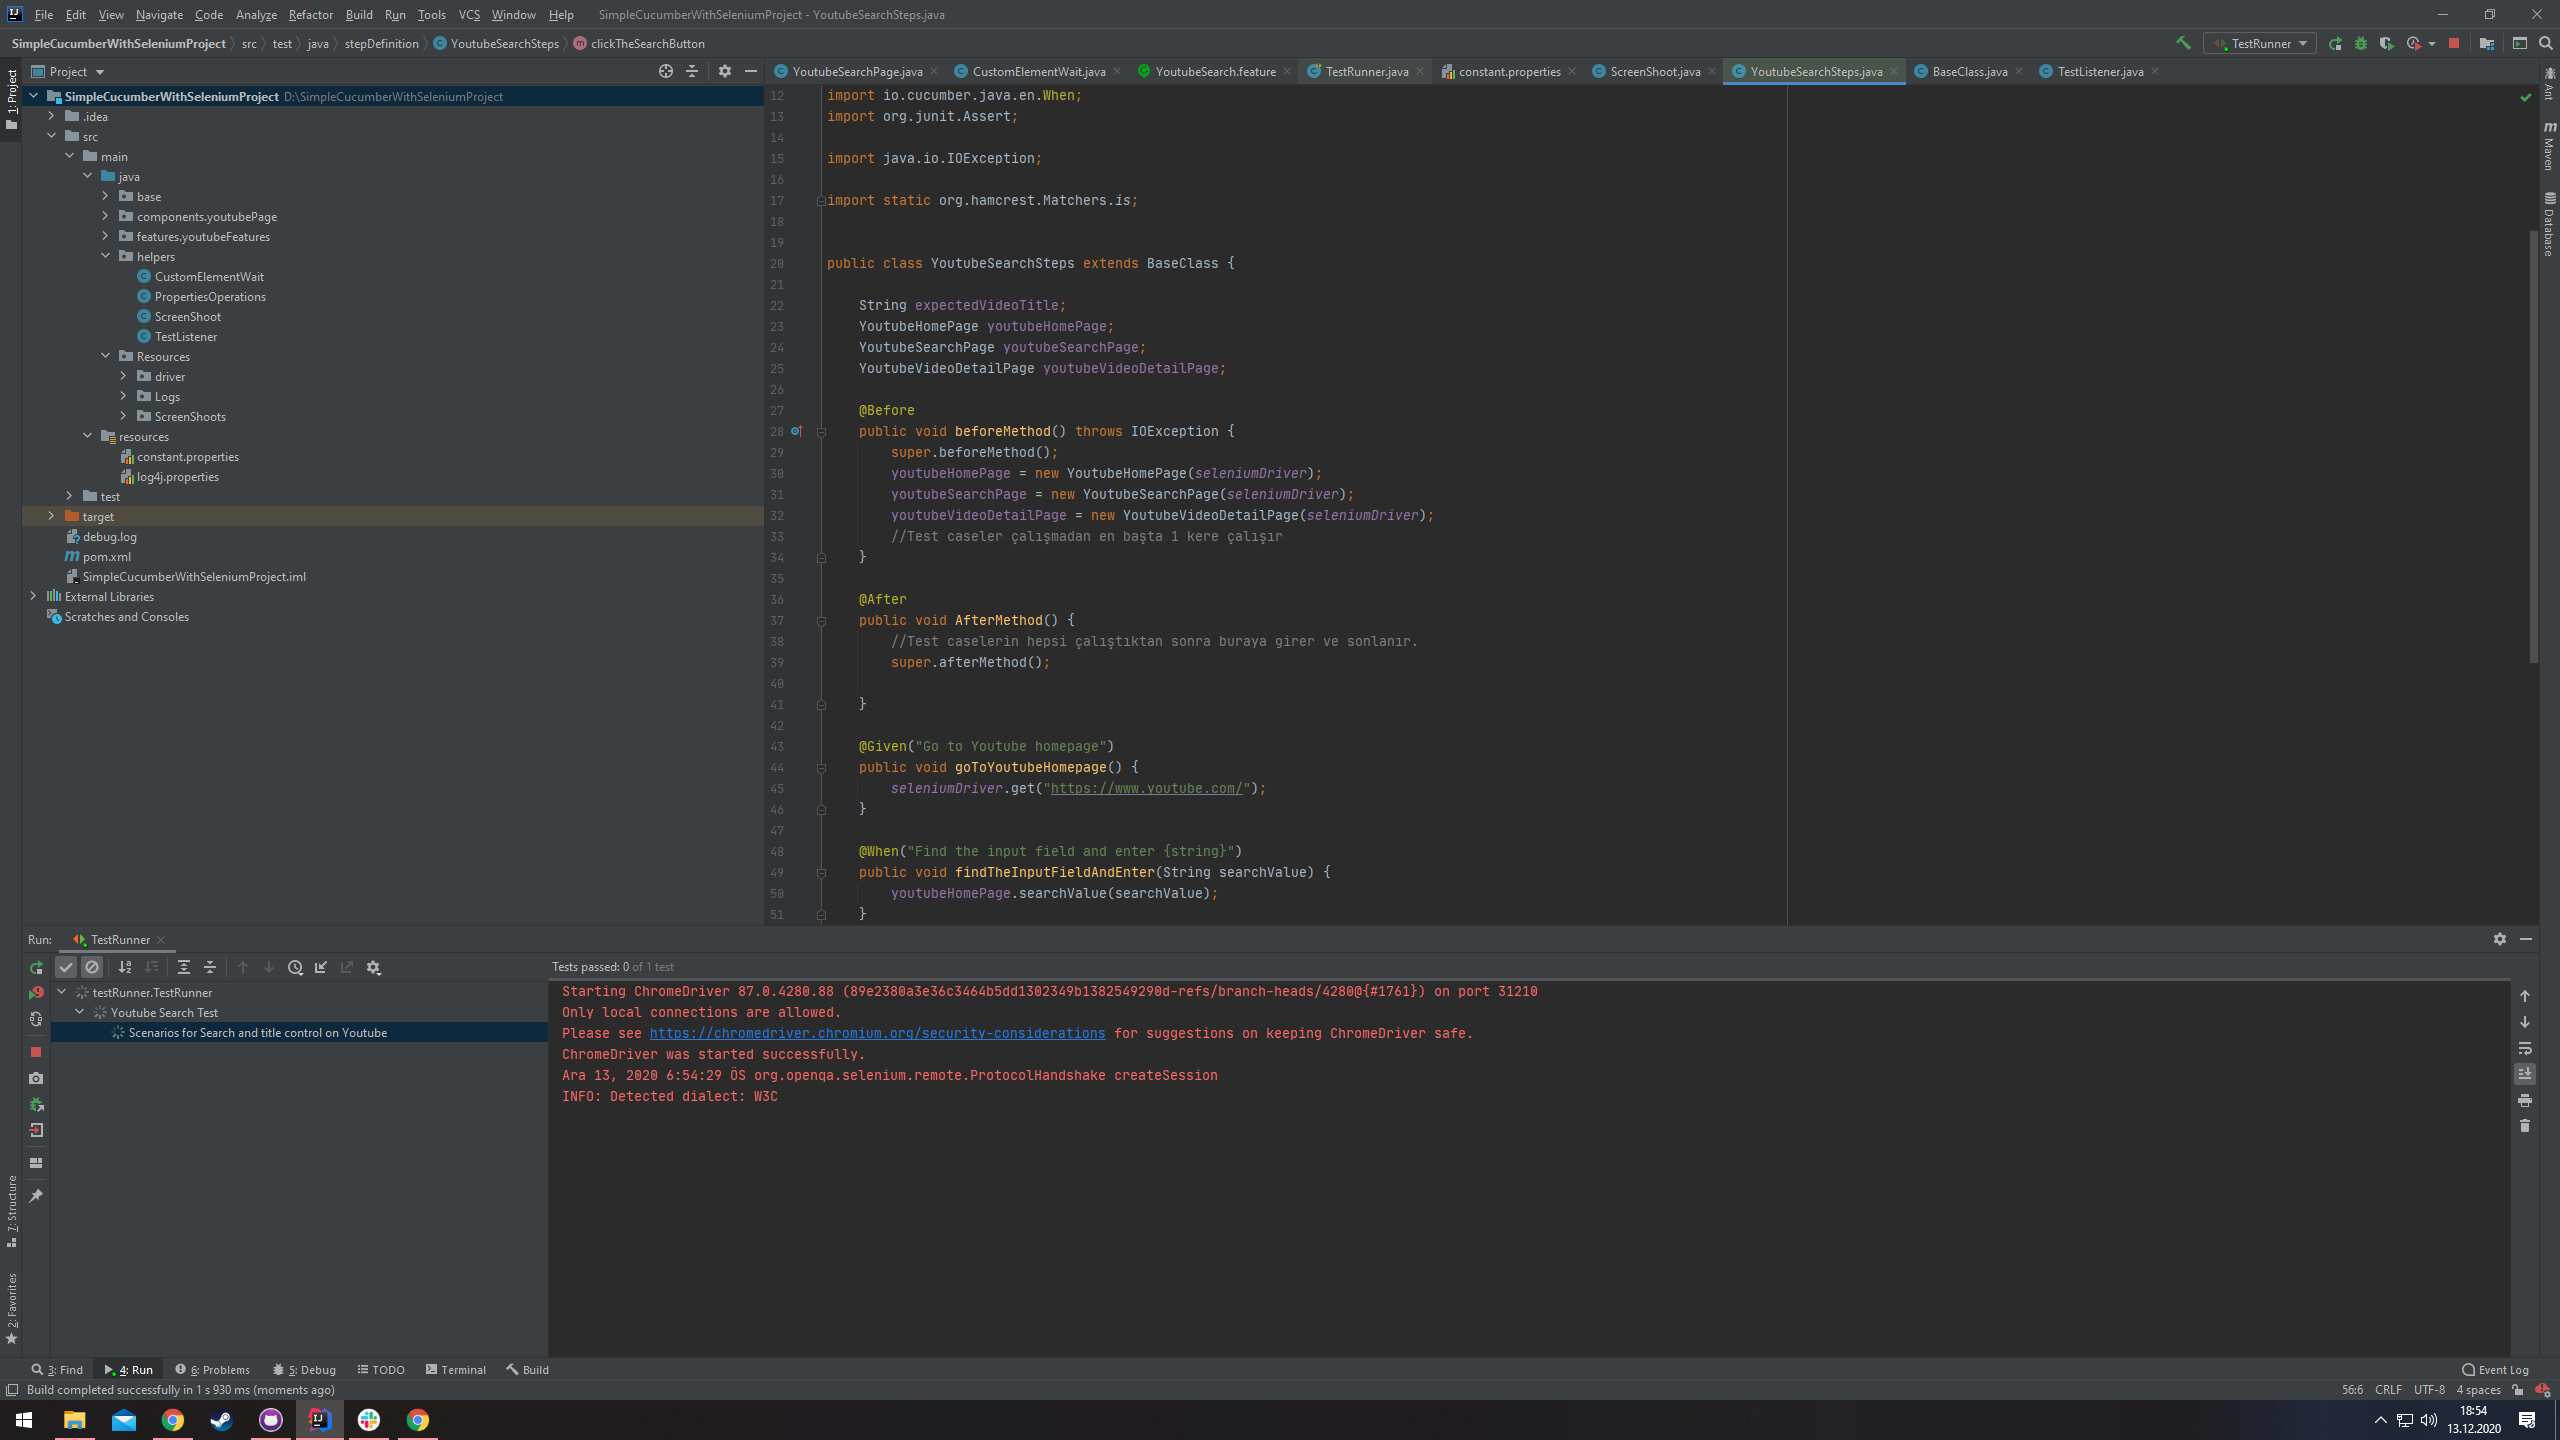 File Edit View Navigate Code Analyze Refactor Build Run Tools VCS Window Help SimpleCucumberWithSeleniumProject - YoutubeSearchSteps.java
SimpleCucumberWithSeleniumProject src test java stepDefinition YoutubeSearchSteps clickTheSearchButton TestRunner
Project
YoutubeSearchPage.java CustomElementWait.java YoutubeSearch.feature TestRunner.java constant.properties ScreenShoot.java YoutubeSearchSteps.java BaseClass.java TestListener.java
1: Project
SimpleCucumberWithSeleniumProject D:\SimpleCucumberWithSeleniumProject
.idea
src
main
java
base
components.youtubePage
features.youtubeFeatures
helpers
CustomElementWait
PropertiesOperations
ScreenShoot
TestListener
Resources
driver
Logs
ScreenShoots
resources
constant.properties
log4j.properties
test
target
debug.log
pom.xml
SimpleCucumberWithSeleniumProject.iml
External Libraries
Scratches and Consoles
12 import io.cucumber.java.en.When;
13 import org.junit.Assert;
14
15 import java.io.IOException;
16
17 import static org.hamcrest.Matchers.is;
18
19
20 public class YoutubeSearchSteps extends BaseClass {
21
22 String expectedVideoTitle;
23 YoutubeHomePage youtubeHomePage;
24 YoutubeSearchPage youtubeSearchPage;
25 YoutubeVideoDetailPage youtubeVideoDetailPage;
26
27 @Before
28 public void beforeMethod() throws IOException {
29 super.beforeMethod();
30 youtubeHomePage = new YoutubeHomePage(seleniumDriver);
31 youtubeSearchPage = new YoutubeSearchPage(seleniumDriver);
32 youtubeVideoDetailPage = new YoutubeVideoDetailPage(seleniumDriver);
33 //Test caseler çalışmadan en başta 1 kere çalışır
34 }
35
36 @After
37 public void AfterMethod() {
38 //Test caselerin hepsi çalıştıktan sonra buraya girer ve sonlanır.
39 super.afterMethod();
40
41 }
42
43 @Given("Go to Youtube homepage")
44 public void goToYoutubeHomepage() {
45 seleniumDriver.get("https://www.youtube.com/");
46 }
47
48 @When("Find the input field and enter {string}")
49 public void findTheInputFieldAndEnter(String searchValue) {
50 youtubeHomePage.searchValue(searchValue);
51 }
Ant
Maven
Database
Run: TestRunner
Tests passed: 0 of 1 test
testRunner.TestRunner
Youtube Search Test
Scenarios for Search and title control on Youtube
Starting ChromeDriver 87.0.4280.88 (89e2380a3e36c3464b5dd1302349b1382549290d-refs/branch-heads/4280@{#1761}) on port 31210
Only local connections are allowed.
Please see https://chromedriver.chromium.org/security-considerations for suggestions on keeping ChromeDriver safe.
ChromeDriver was started successfully.
Ara 13, 2020 6:54:29 ÖS org.openqa.selenium.remote.ProtocolHandshake createSession
INFO: Detected dialect: W3C
7: Structure
2: Favorites
3: Find 4: Run 6: Problems 5: Debug TODO Terminal Build Event Log
Build completed successfully in 1 s 930 ms (moments ago) 56:6 CRLF UTF-8 4 spaces
18:54
13.12.2020